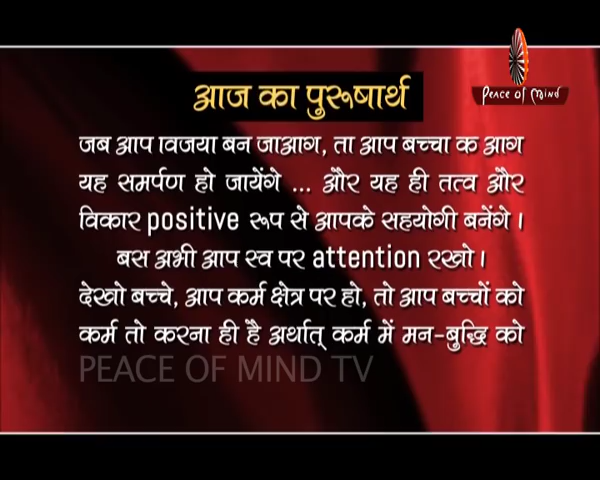 Peace of Mind
आज का पुरूषार्थ
जब आप विजया बन जाआग, ता आप बच्चा क आग
यह समर्पण हो जायेंगे ... और यह ही तत्व और
विकार positive रूप से आपके सहयोगी बनेंगे।
बस अभी आप स्व पर attention रखो।
देखो बच्चे, आप कर्म क्षेत्र पर हो, तो आप बच्चों को
कर्म तो करना ही है अर्थात् कर्म में मन-बुद्धि को
PEACE OF MIND TV